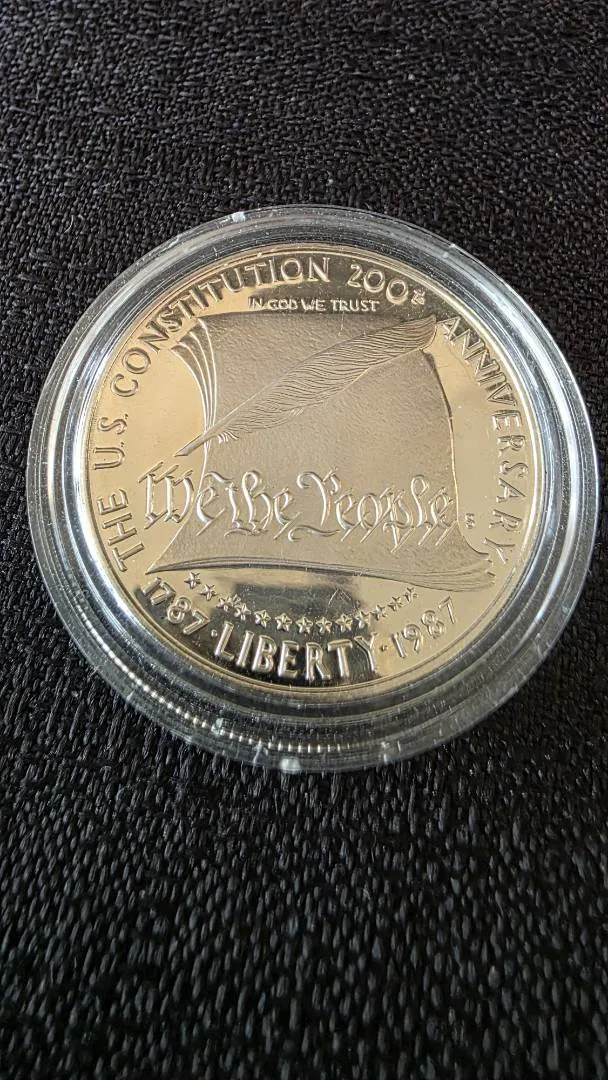 THE U.S. CONSTITUTION 200th ANNIVERSARY
IN GOD WE TRUST
We the People
S
1787 · LIBERTY · 1987